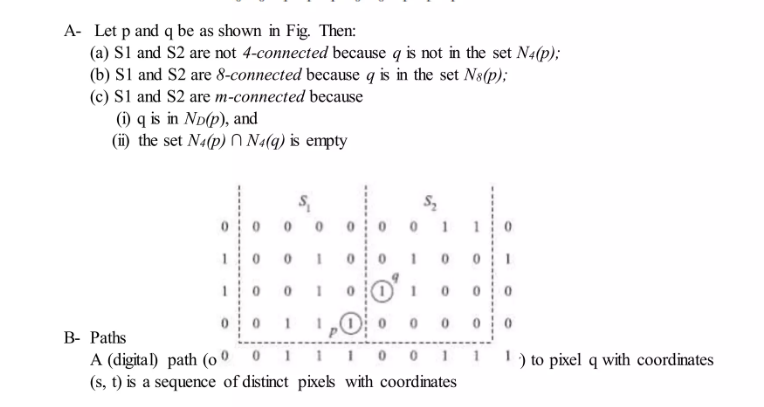 A- Let p and q be as shown in Fig. Then:
(a) S1 and S2 are not 4-connected because q is not in the set N4(p);
(b) S1 and S2 are 8-connected because q is in the set N8(p);
(c) S1 and S2 are m-connected because
(i) q is in ND(p), and
(ii) the set N4(p) ∩ N4(q) is empty
S1 S2
0 0 0 0 0 0 0 1 1 0
1 0 0 1 0 0 1 0 0 1
1 0 0 1 0 1 q 1 0 0 0
0 0 1 1 p 1 0 0 0 0 0
B- Paths
0 0 1 1 1 0 0 1 1 1
A (digital) path (o ) to pixel q with coordinates
(s, t) is a sequence of distinct pixels with coordinates